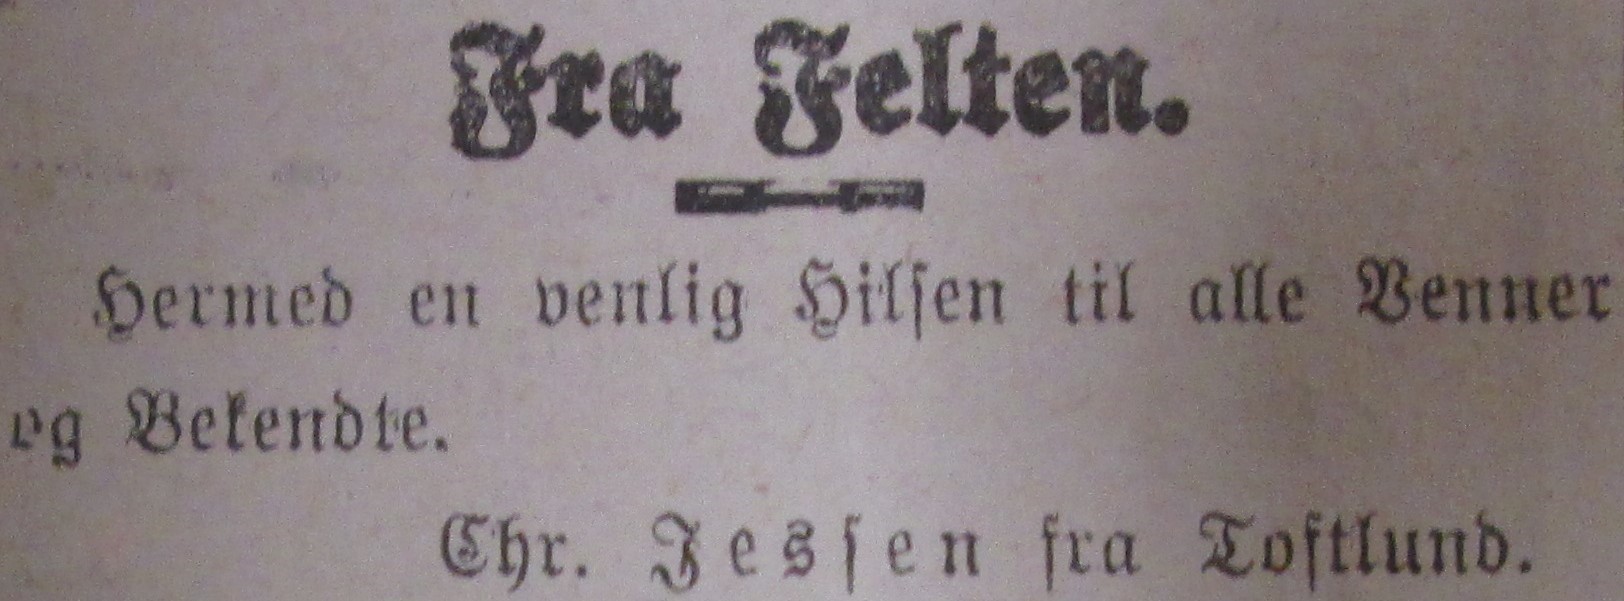 Fra Felten.
Hermed en venlig Hilsen til alle Venner
og Bekendte.
Chr. Jessen fra Toftlund.